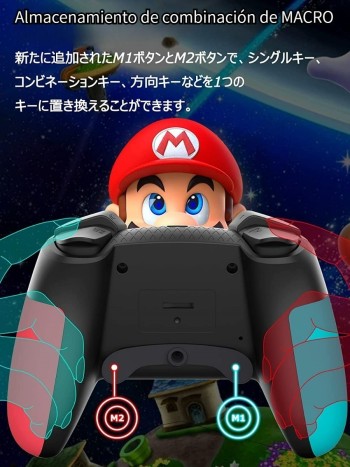 Almacenamiento de combinación de MACRO
新たに追加されたM1ボタンとM2ボタンで、シングルキー、
コンビネーションキー、方向キーなどを1つの
キーに置き換えることができます。
M
M2
M1